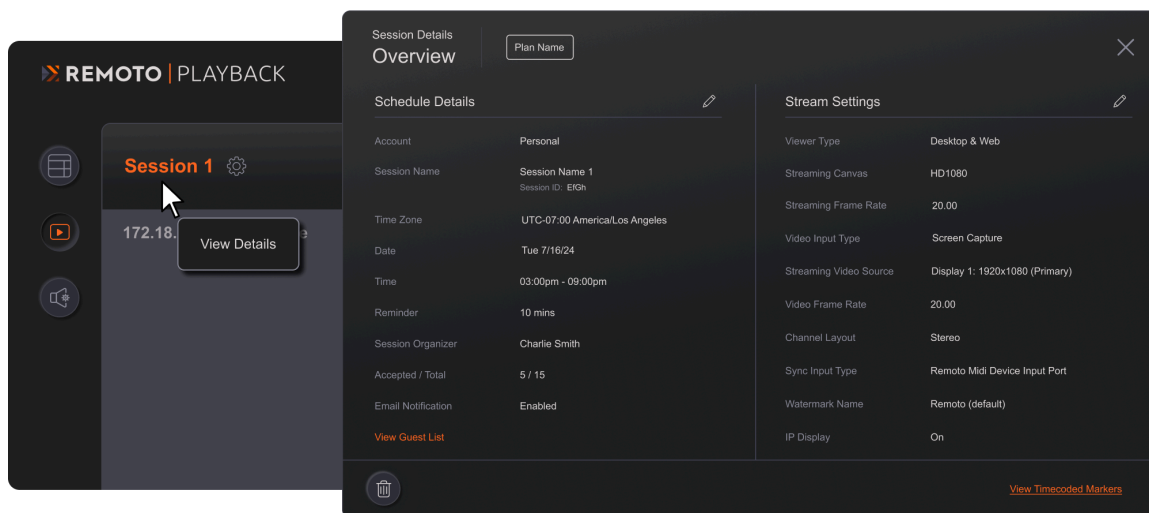 REMOTO | PLAYBACK
Session 1
172.18.
View Details
Session Details
Overview
Plan Name
Schedule Details
Account Personal
Session Name Session Name 1
Session ID: EfGh
Time Zone UTC-07:00 America/Los Angeles
Date Tue 7/16/24
Time 03:00pm - 09:00pm
Reminder 10 mins
Session Organizer Charlie Smith
Accepted / Total 5 / 15
Email Notification Enabled
View Guest List
Stream Settings
Viewer Type Desktop & Web
Streaming Canvas HD1080
Streaming Frame Rate 20.00
Video Input Type Screen Capture
Streaming Video Source Display 1: 1920x1080 (Primary)
Video Frame Rate 20.00
Channel Layout Stereo
Sync Input Type Remoto Midi Device Input Port
Watermark Name Remoto (default)
IP Display On
View Timecoded Markers